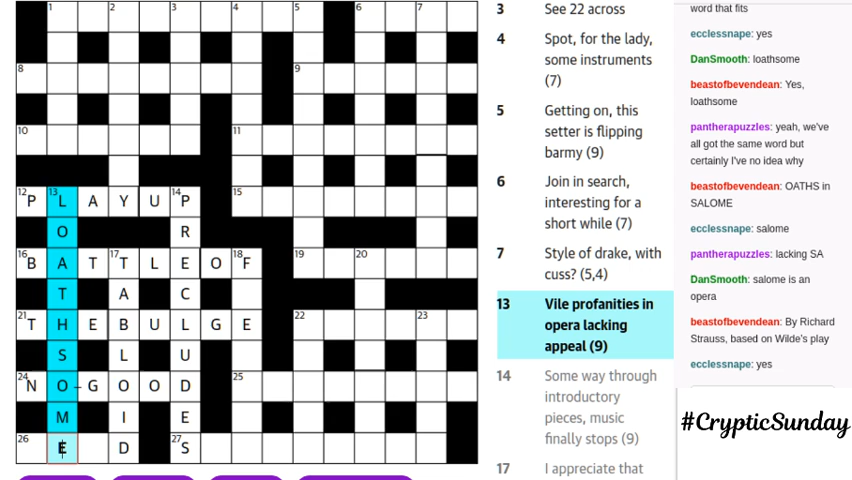 1 2 3 4 5 6 7
8 9
10 11
12 P 13 L A Y U 14 P 15
O R
16 B A T 17 T L E O 18 F 19 20
T A C
21 T H E B U L G E 22 23
S L U
24 N O - G O O D 25
M I E
26 E D 27 S
3 See 22 across
4 Spot, for the lady,
some instruments
(7)
5 Getting on, this
setter is flipping
barmy (9)
6 Join in search,
interesting for a
short while (7)
7 Style of drake, with
cuss? (5,4)
13 Vile profanities in
opera lacking
appeal (9)
14 Some way through
introductory
pieces, music
finally stops (9)
17 I appreciate that
word that fits
ecclessnape: yes
DanSmooth: loathsome
beastofbevendean: Yes,
loathsome
pantherapuzzles: yeah, we've
all got the same word but
certainly I've no idea why
beastofbevendean: OATHS in
SALOME
ecclesnape: salome
pantherapuzzles: lacking SA
DanSmooth: salome is an
opera
beastofbevendean: By Richard
Strauss, based on Wilde's play
ecclessnape: yes
#CrypticSunday